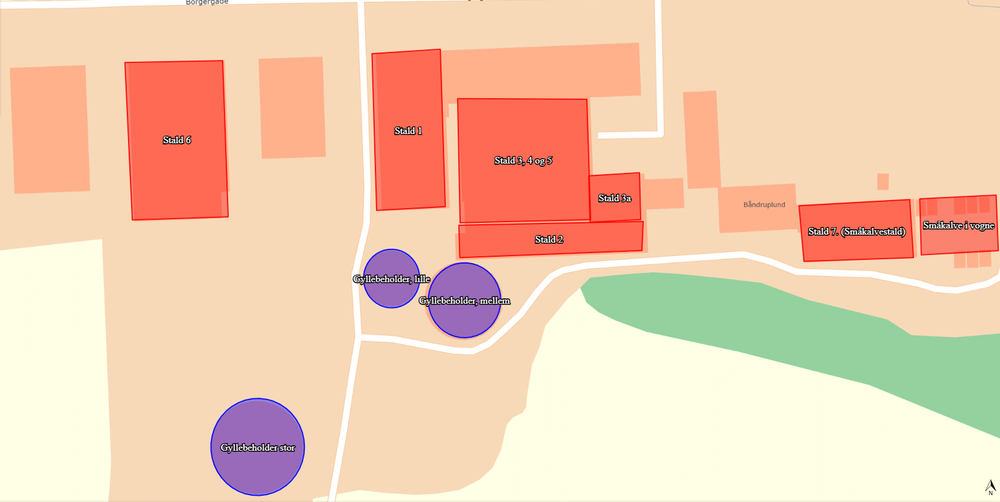 Borgergade
Stald 6
Stald 1
Stald 3, 4 og 5
Stald 3a
Båndruplund
Stald 2
Stald 7. (Småkalvestald)
Småkalve i vogne
Gyllebeholder, lille
Gyllebeholder, mellem
Gyllebeholder stor
N